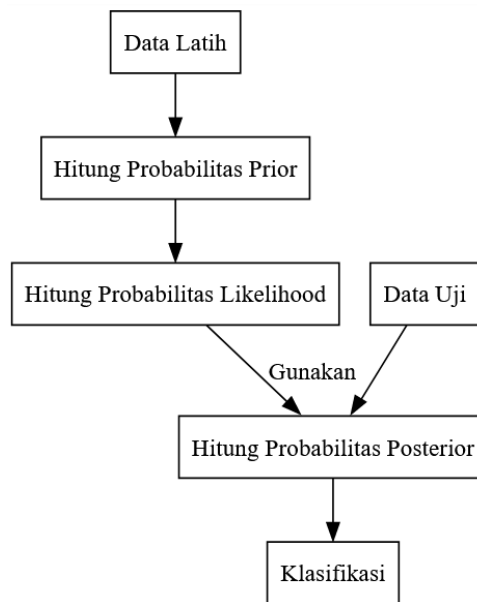 Data Latih
Hitung Probabilitas Prior
Hitung Probabilitas Likelihood
Data Uji
Gunakan
Hitung Probabilitas Posterior
Klasifikasi